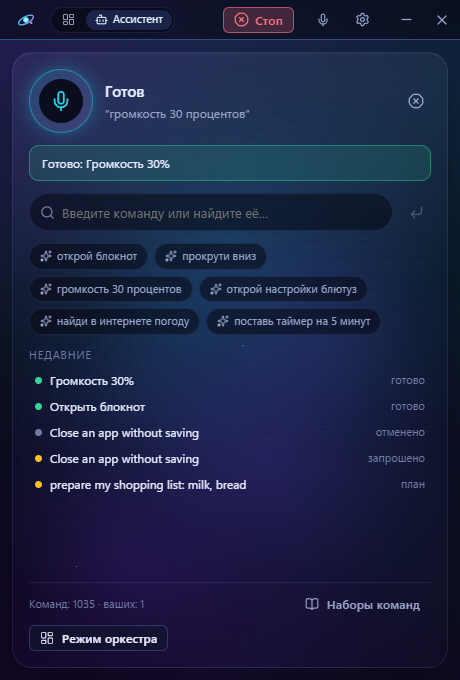 Ассистент
Стоп
Готов
"громкость 30 процентов"
Готово: Громкость 30%
Введите команду или найдите её...
открой блокнот
прокрути вниз
громкость 30 процентов
открой настройки блютуз
найди в интернете погоду
поставь таймер на 5 минут
НЕДАВНИЕ
Громкость 30% готово
Открыть блокнот готово
Close an app without saving отменено
Close an app without saving запрошено
prepare my shopping list: milk, bread план
Команд: 1035 · ваших: 1
Наборы команд
Режим оркестра